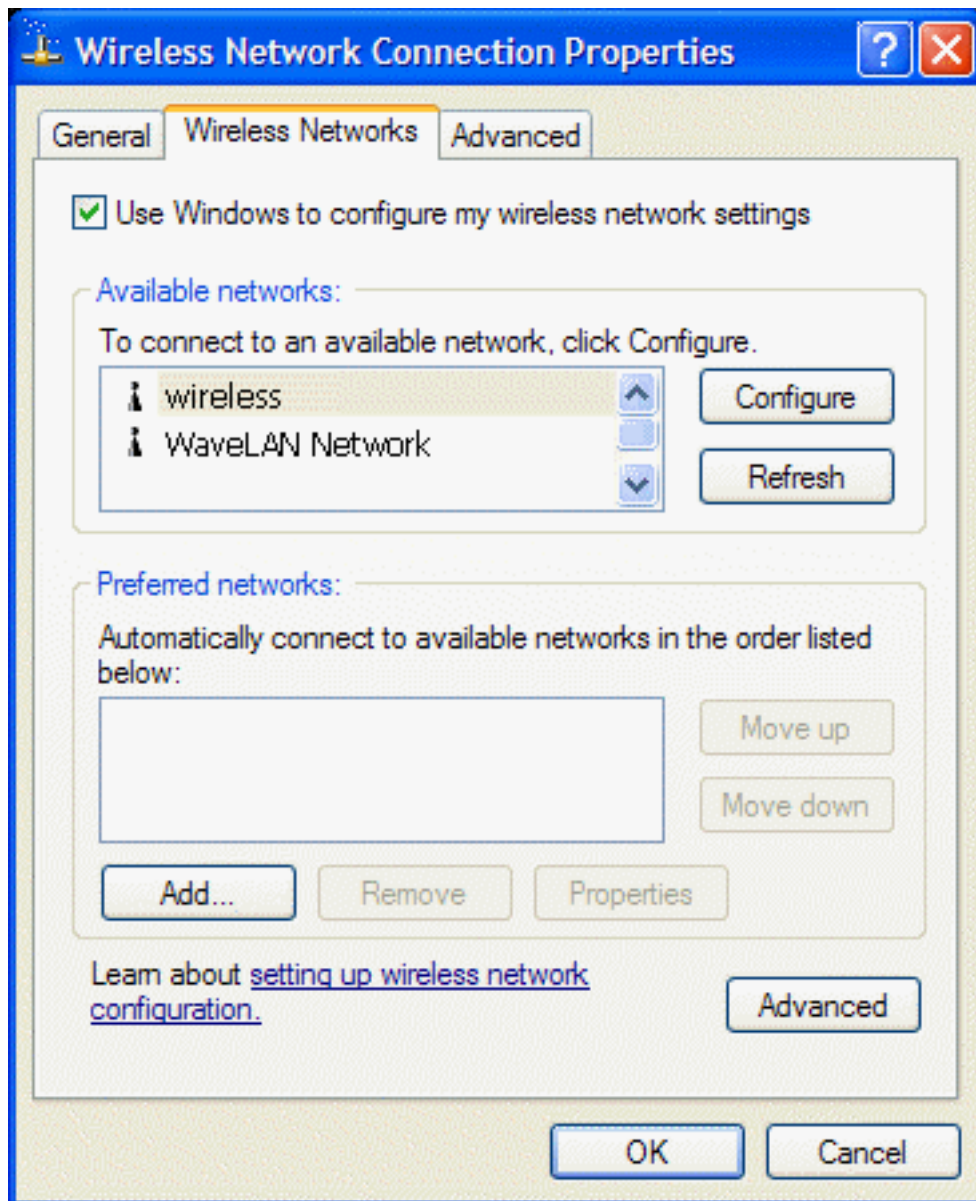 Wireless Network Connection Properties
General Wireless Networks Advanced
Use Windows to configure my wireless network settings
Available networks:
To connect to an available network, click Configure.
wireless
WaveLAN Network
Configure
Refresh
Preferred networks:
Automatically connect to available networks in the order listed
below:
Move up
Move down
Add... Remove Properties
Learn about setting up wireless network
configuration.
Advanced
OK Cancel